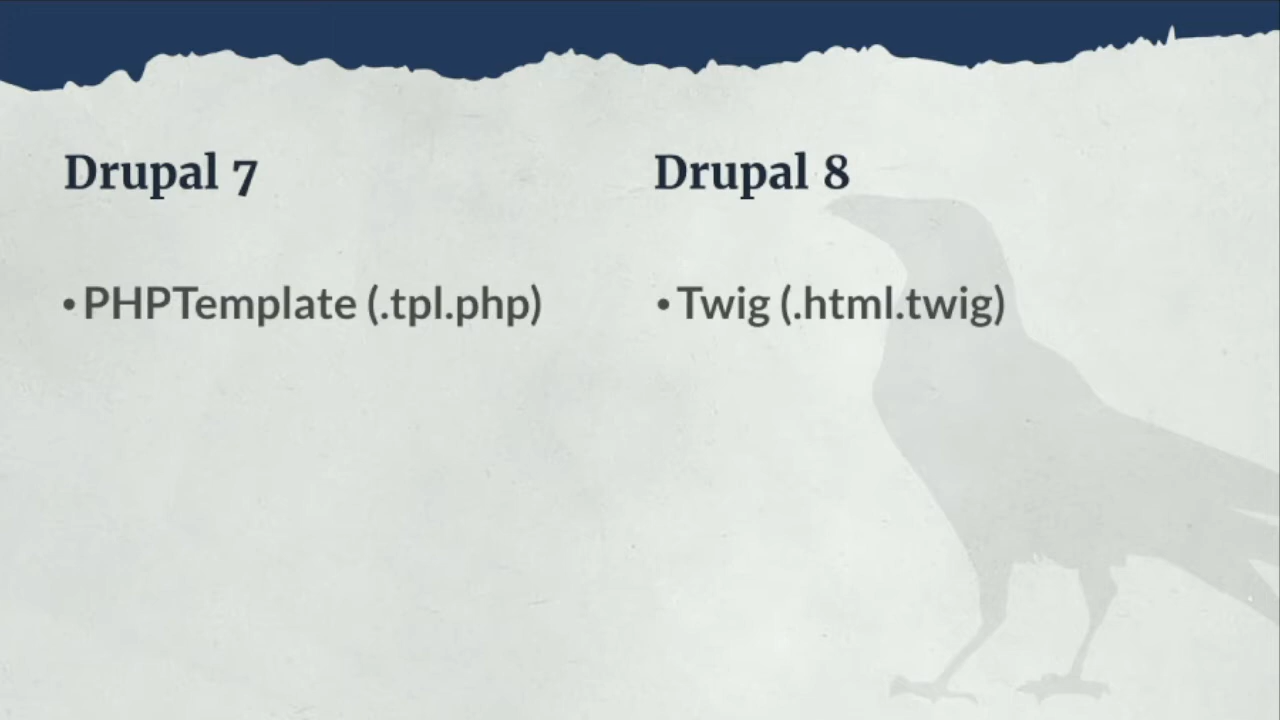 Drupal 7
• PHPTemplate (.tpl.php)
Drupal 8
• Twig (.html.twig)